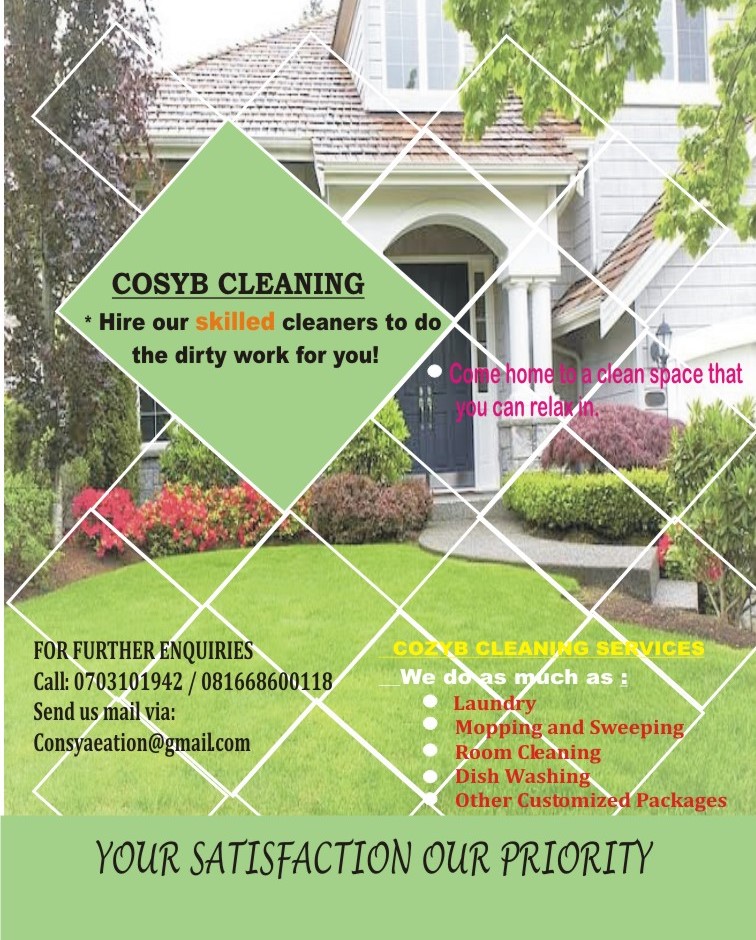 COSYB CLEANING
* Hire our skilled cleaners to do
the dirty work for you!
Come home to a clean space that
you can relax in.
FOR FURTHER ENQUIRIES
Call: 0703101942 / 081668600118
Send us mail via:
Consyaeation@gmail.com
COZYB CLEANING SERVICES
We do as much as :
Laundry
Mopping and Sweeping
Room Cleaning
Dish Washing
Other Customized Packages
YOUR SATISFACTION OUR PRIORITY